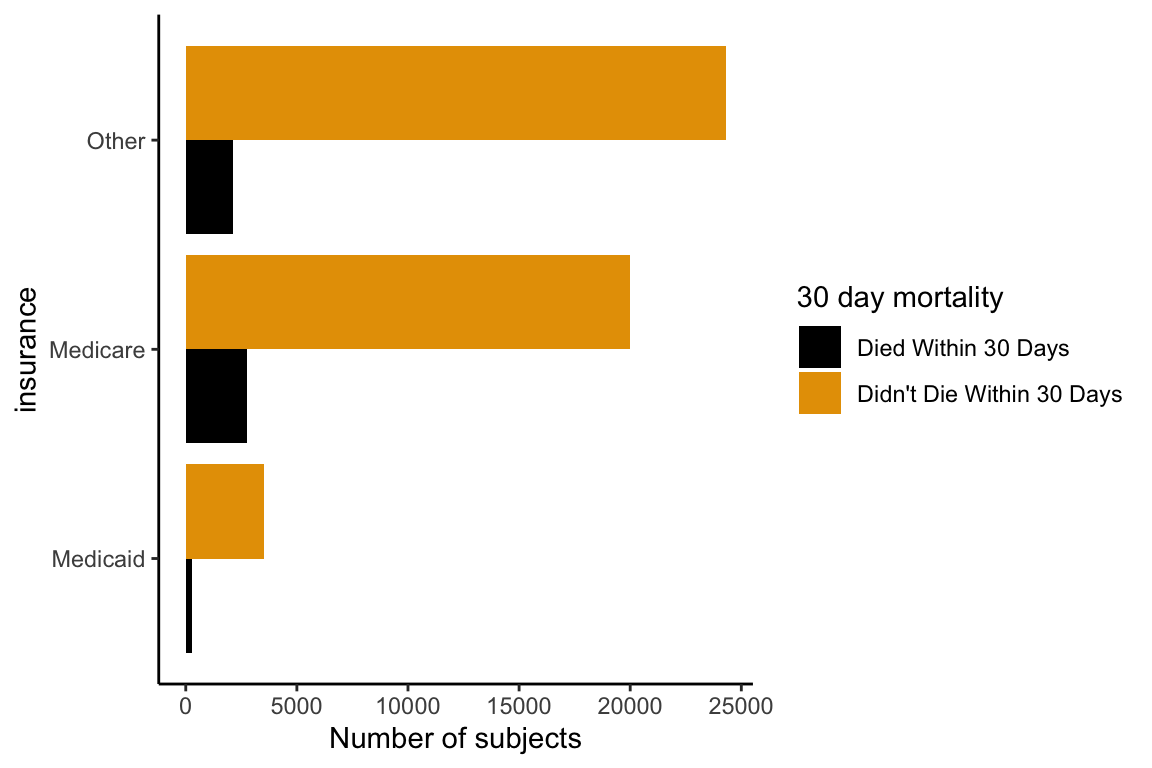 Other
Medicare
Medicaid
insurance
0 5000 10000 15000 20000 25000
Number of subjects
30 day mortality
Died Within 30 Days
Didn't Die Within 30 Days